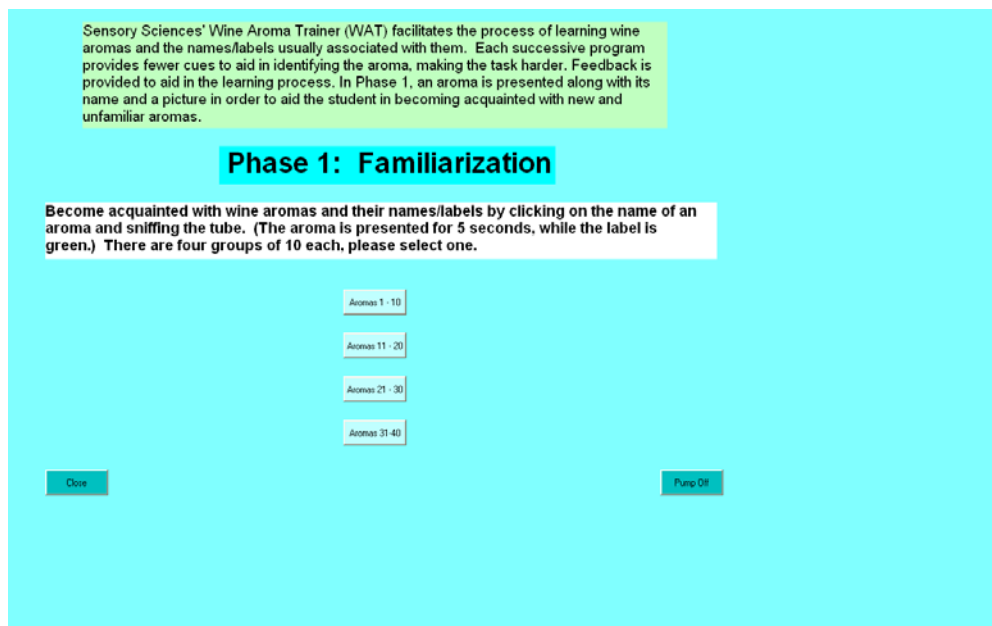 Sensory Sciences' Wine Aroma Trainer (WAT) facilitates the process of learning wine
aromas and the names/labels usually associated with them.  Each successive program
provides fewer cues to aid in identifying the aroma, making the task harder. Feedback is
provided to aid in the learning process. In Phase 1, an aroma is presented along with its
name and a picture in order to aid the student in becoming acquainted with new and
unfamiliar aromas.
Phase 1:  Familiarization
Become acquainted with wine aromas and their names/labels by clicking on the name of an
aroma and sniffing the tube.  (The aroma is presented for 5 seconds, while the label is
green.)  There are four groups of 10 each, please select one.
Aromas 1 - 10
Aromas 11 - 20
Aromas 21 - 30
Aromas 31-40
Close
Pump Off